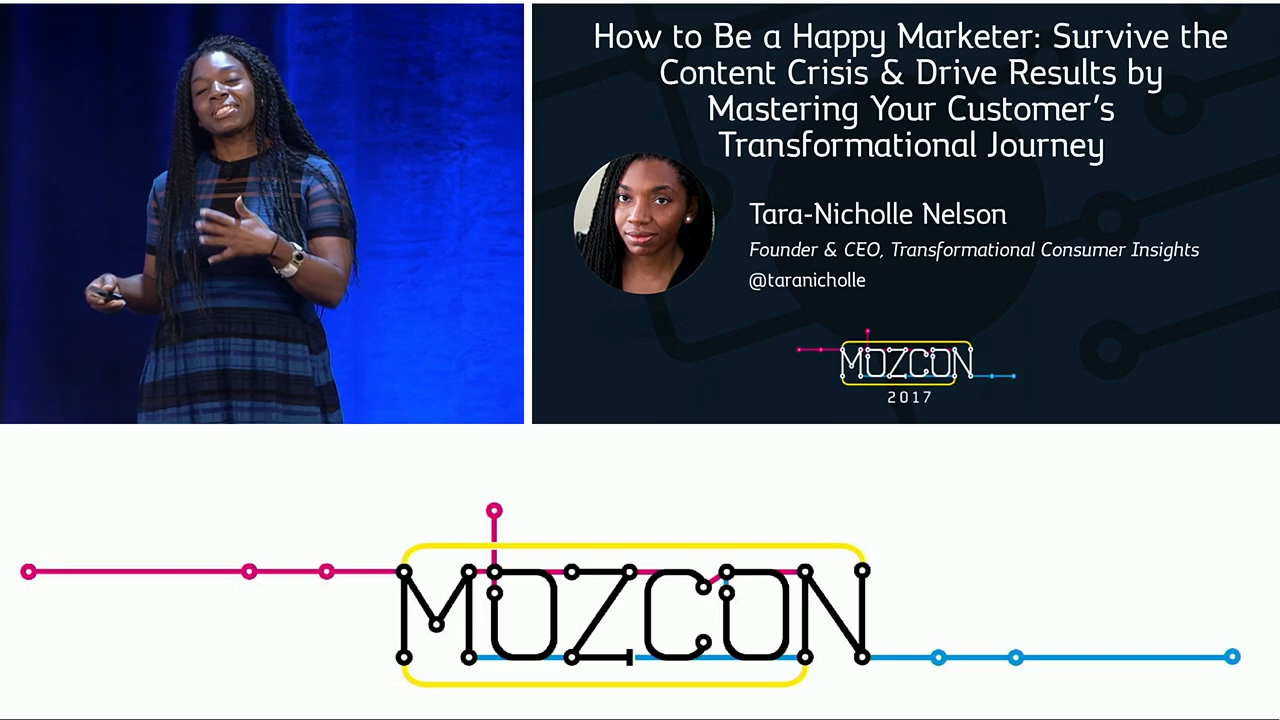 How to Be a Happy Marketer: Survive the
Content Crisis & Drive Results by
Mastering Your Customer's
Transformational Journey
Tara-Nicholle Nelson
Founder & CEO, Transformational Consumer Insights
@taranicholle
MOZCON
2017
MOZCON